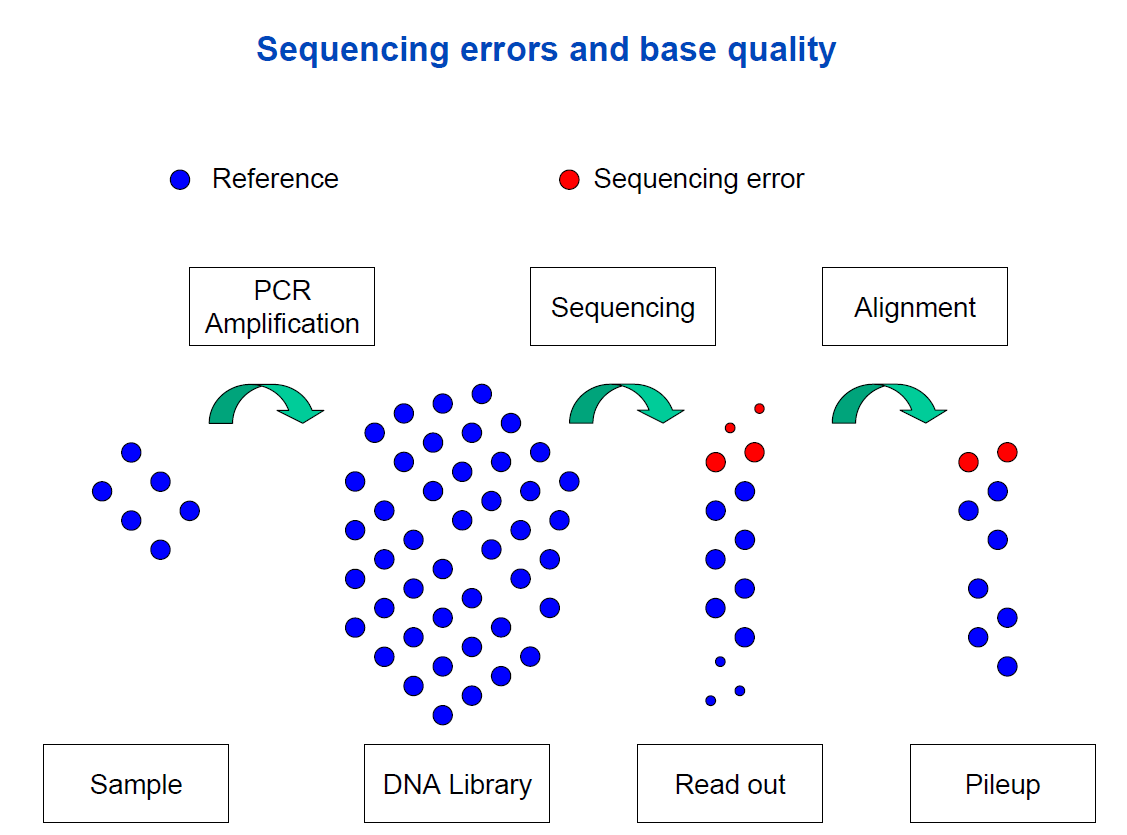 Sequencing errors and base quality
Reference
Sequencing error
PCR
Amplification
Sequencing
Alignment
Sample
DNA Library
Read out
Pileup